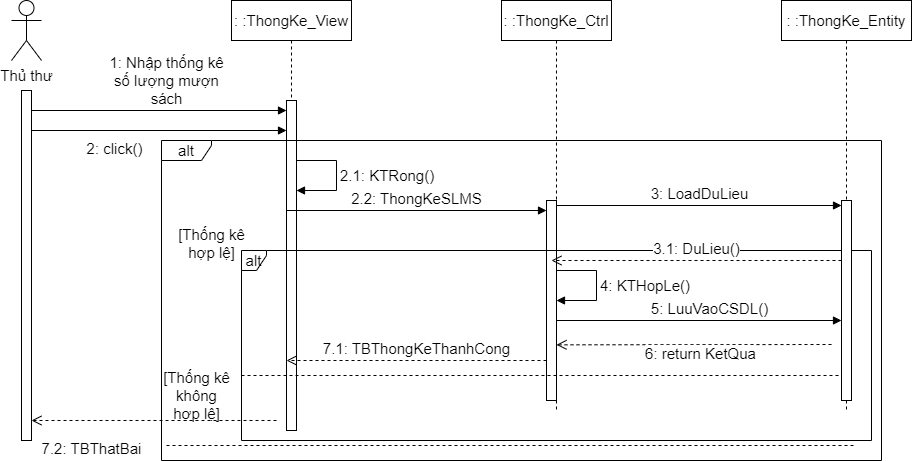 : :ThongKe_View
: :ThongKe_Ctrl
: :ThongKe_Entity
Thủ thư
1: Nhập thống kê
số lượng mượn
sách
2: click()
alt
2.1: KTRong()
2.2: ThongKeSLMS
3: LoadDuLieu
[Thống kê
hợp lệ]
alt
3.1: DuLieu()
4: KTHopLe()
5: LuuVaoCSDL()
7.1: TBThongKeThanhCong
6: return KetQua
[Thống kê
không
hợp lệ]
7.2: TBThatBai